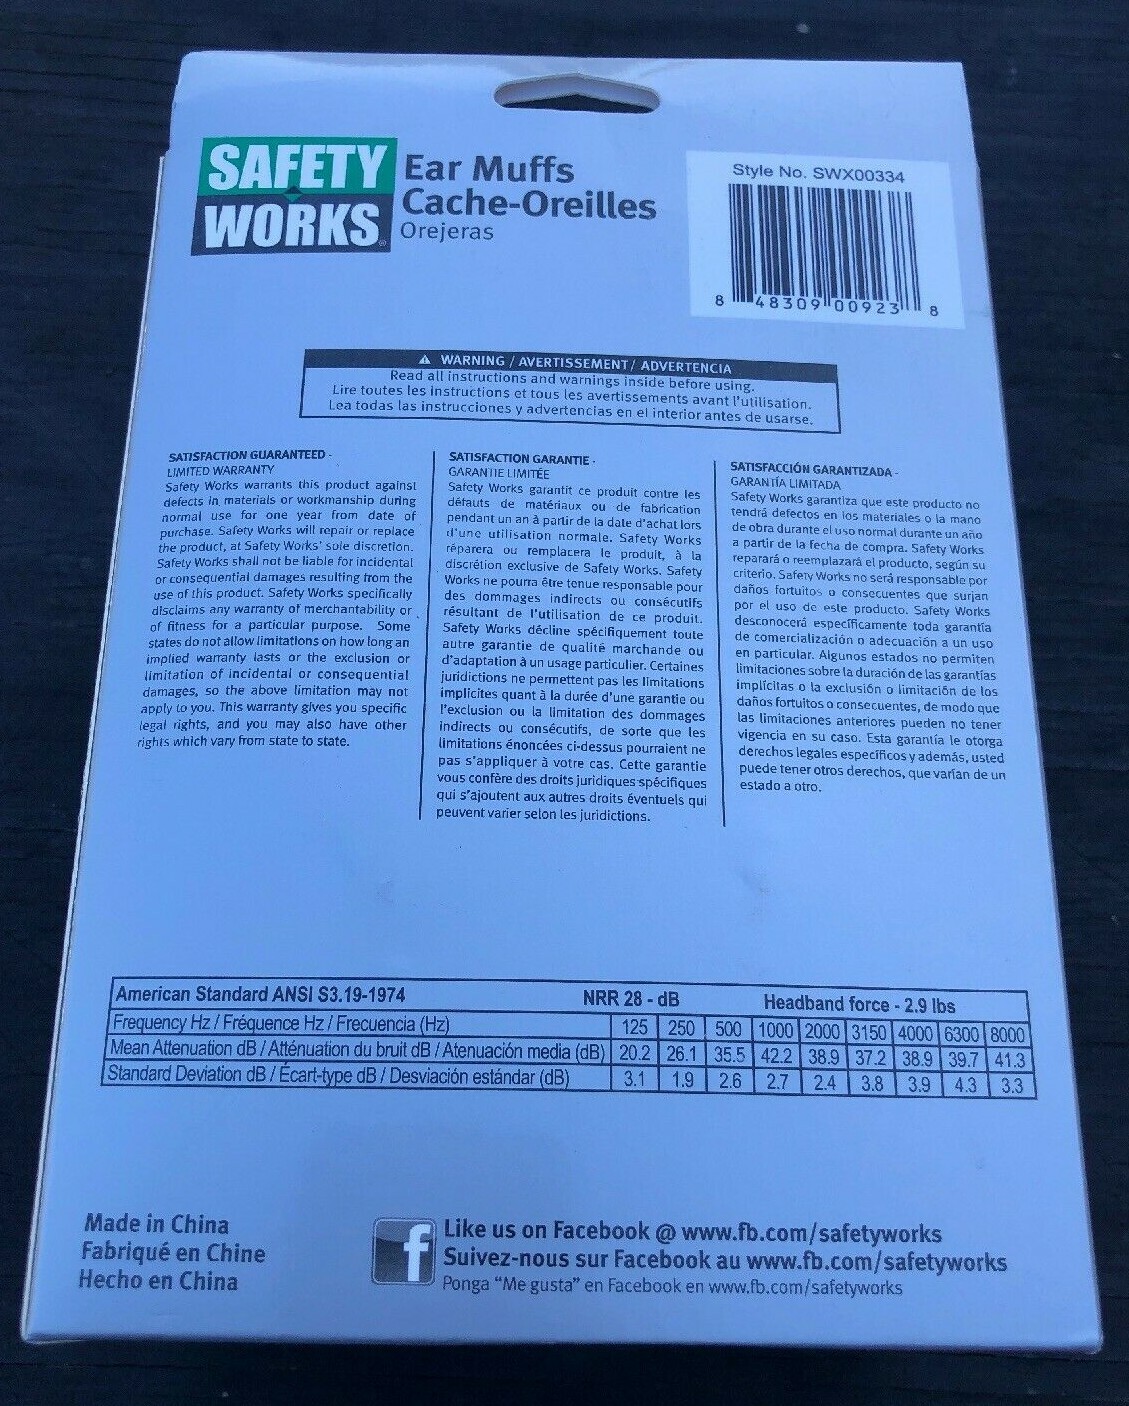 SAFETY
WORKS®
Ear Muffs
Cache-Oreilles
Orejeras
Style No. SWX00334
8 48309 00923 8
⚠ WARNING / AVERTISSEMENT / ADVERTENCIA
Read all instructions and warnings inside before using.
Lire toutes les instructions et tous les avertissements avant l'utilisation.
Lea todas las instrucciones y advertencias en el interior antes de usarse.
SATISFACTION GUARANTEED -
LIMITED WARRANTY
Safety Works warrants this product against
defects in materials or workmanship during
normal use for one year from date of
purchase. Safety Works will repair or replace
the product, at Safety Works' sole discretion.
Safety Works shall not be liable for incidental
or consequential damages resulting from the
use of this product. Safety Works specifically
disclaims any warranty of merchantability or
of fitness for a particular purpose. Some
states do not allow limitations on how long an
implied warranty lasts or the exclusion or
limitation of incidental or consequential
damages, so the above limitation may not
apply to you. This warranty gives you specific
legal rights, and you may also have other
rights which vary from state to state.
SATISFACTION GARANTIE -
GARANTIE LIMITÉE
Safety Works garantit ce produit contre les
défauts de matériaux ou de fabrication
pendant un an à partir de la date d'achat lors
d'une utilisation normale. Safety Works
réparera ou remplacera le produit, à la
discrétion exclusive de Safety Works. Safety
Works ne pourra être tenue responsable pour
des dommages indirects ou consécutifs
résultant de l'utilisation de ce produit.
Safety Works décline spécifiquement toute
autre garantie de qualité marchande ou
d'adaptation à un usage particulier. Certaines
juridictions ne permettent pas les limitations
implicites quant à la durée d'une garantie ou
l'exclusion ou la limitation des dommages
indirects ou consécutifs, de sorte que les
limitations énoncées ci-dessus pourraient ne
pas s'appliquer à votre cas. Cette garantie
vous confère des droits juridiques spécifiques
qui s'ajoutent aux autres droits éventuels qui
peuvent varier selon les juridictions.
SATISFACCIÓN GARANTIZADA -
GARANTÍA LIMITADA
Safety Works garantiza que este producto no
tendrá defectos en los materiales o la mano
de obra durante el uso normal durante un año
a partir de la fecha de compra. Safety Works
reparará o reemplazará el producto, según su
criterio. Safety Works no será responsable por
daños fortuitos o consecuentes que surjan
por el uso de este producto. Safety Works
desconocerá específicamente toda garantía
de comercialización o adecuación a un uso
en particular. Algunos estados no permiten
limitaciones sobre la duración de las garantías
implícitas o la exclusión o limitación de los
daños fortuitos o consecuentes, de modo que
las limitaciones anteriores pueden no tener
vigencia en su caso. Esta garantía le otorga
derechos legales específicos y además, usted
puede tener otros derechos, que varían de un
estado a otro.
American Standard ANSI S3.19-1974 NRR 28 - dB Headband force - 2.9 lbs
Frequency Hz / Fréquence Hz / Frecuencia (Hz) 125 250 500 1000 2000 3150 4000 6300 8000
Mean Attenuation dB / Atténuation du bruit dB / Atenuación media (dB) 20.2 26.1 35.5 42.2 38.9 37.2 38.9 39.7 41.3
Standard Deviation dB / Écart-type dB / Desviación estándar (dB) 3.1 1.9 2.6 2.7 2.4 3.8 3.9 4.3 3.3
Made in China
Fabriqué en Chine
Hecho en China
f
Like us on Facebook @ www.fb.com/safetyworks
Suivez-nous sur Facebook au www.fb.com/safetyworks
Ponga "Me gusta" en Facebook en www.fb.com/safetyworks